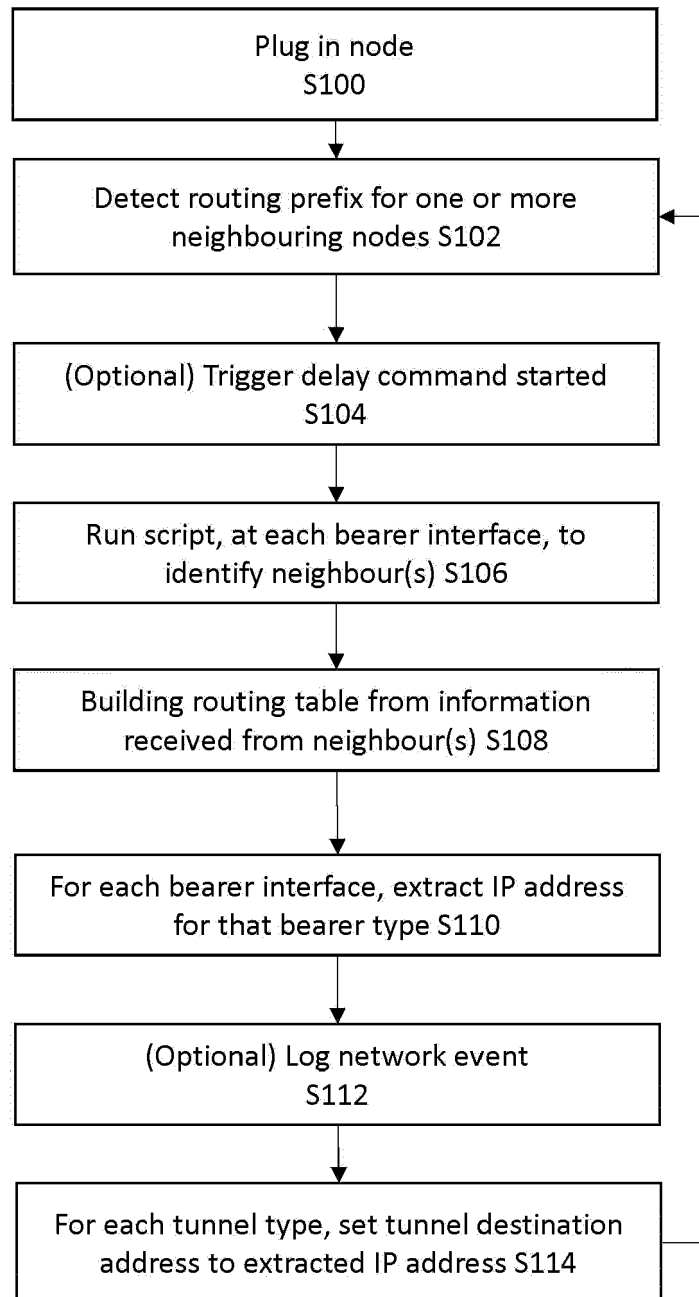 Plug in node
S100
Detect routing prefix for one or more
neighbouring nodes S102
(Optional) Trigger delay command started
S104
Run script, at each bearer interface, to
identify neighbour(s) S106
Building routing table from information
received from neighbour(s) S108
For each bearer interface, extract IP address
for that bearer type S110
(Optional) Log network event
S112
For each tunnel type, set tunnel destination
address to extracted IP address S114